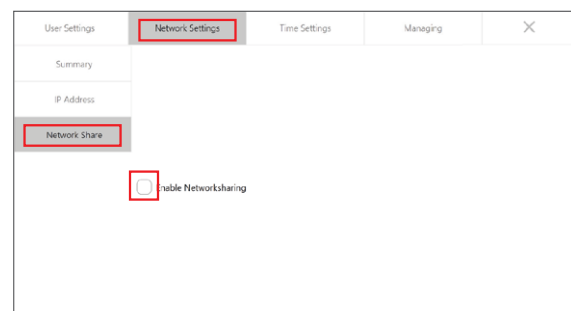 User Settings
Network Settings
Time Settings
Managing
Summary
IP Address
Network Share
Enable Networksharing